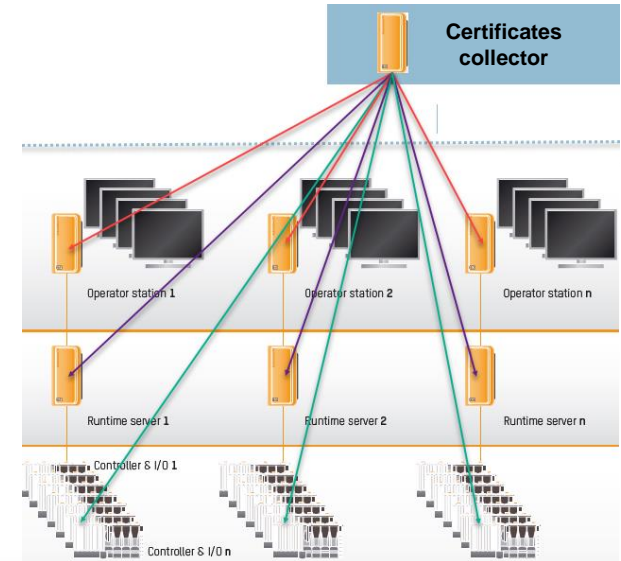 Certificates
collector
Operator station 1
Operator station 2
Operator station n
Runtime server 1
Runtime server 2
Runtime server n
Controller & I/O 1
Controller & I/O n